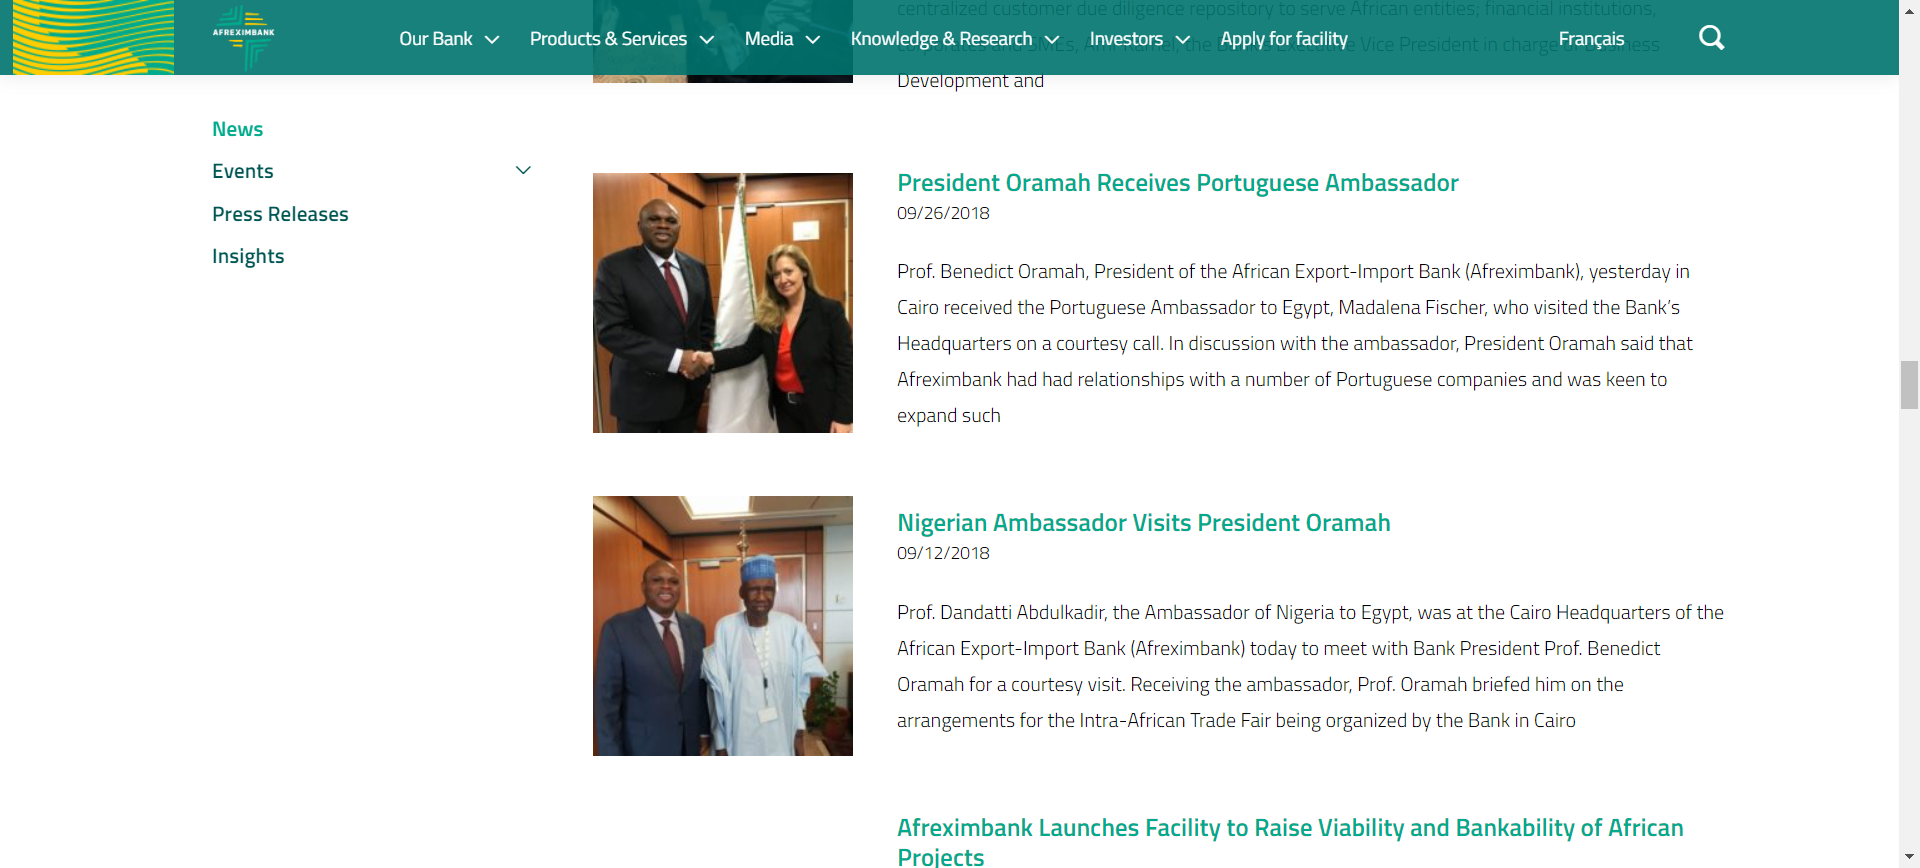 centralized customer due diligence repository to serve African entities; financial institutions,
AFREXIMBANK
Our Bank
Products & Services
Media
Knowledge & Research
Investors
Apply for facility
Français
corporates and SMEs, Amr Kamel, the Bank's Executive Vice President in charge of Business
Development and
News
Events
Press Releases
Insights
President Oramah Receives Portuguese Ambassador
09/26/2018
Prof. Benedict Oramah, President of the African Export-Import Bank (Afreximbank), yesterday in
Cairo received the Portuguese Ambassador to Egypt, Madalena Fischer, who visited the Bank’s
Headquarters on a courtesy call. In discussion with the ambassador, President Oramah said that
Afreximbank had had relationships with a number of Portuguese companies and was keen to
expand such
Nigerian Ambassador Visits President Oramah
09/12/2018
Prof. Dandatti Abdulkadir, the Ambassador of Nigeria to Egypt, was at the Cairo Headquarters of the
African Export-Import Bank (Afreximbank) today to meet with Bank President Prof. Benedict
Oramah for a courtesy visit. Receiving the ambassador, Prof. Oramah briefed him on the
arrangements for the Intra-African Trade Fair being organized by the Bank in Cairo
Afreximbank Launches Facility to Raise Viability and Bankability of African
Projects